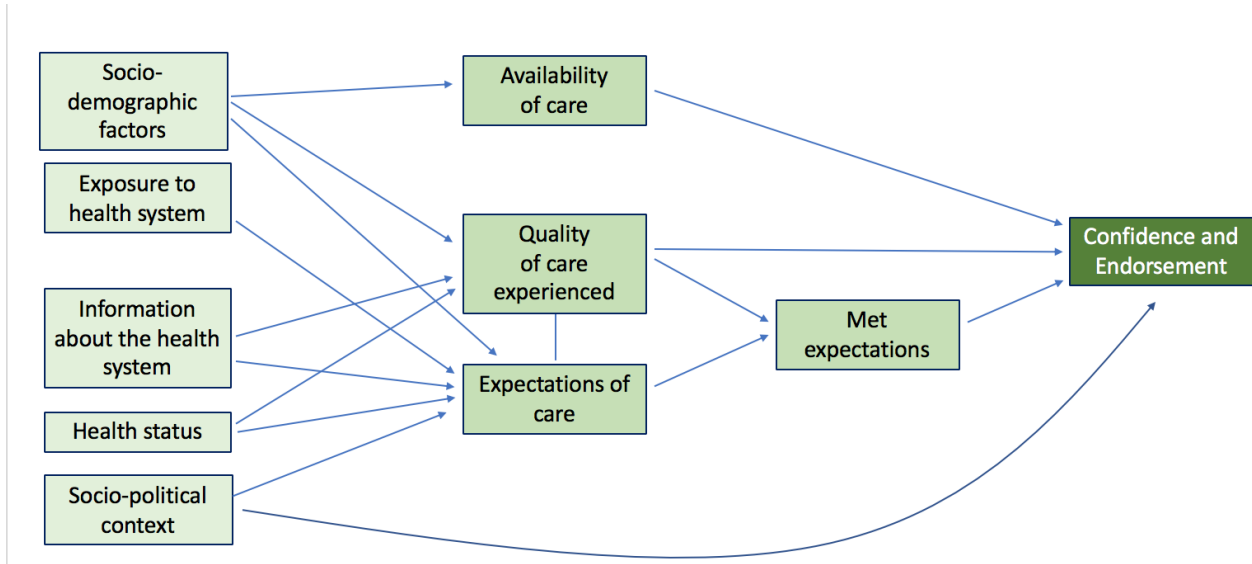 Socio-
demographic
factors
Exposure to
health system
Information
about the health
system
Health status
Socio-political
context
Availability
of care
Quality
of care
experienced
Expectations of
care
Met
expectations
Confidence and
Endorsement